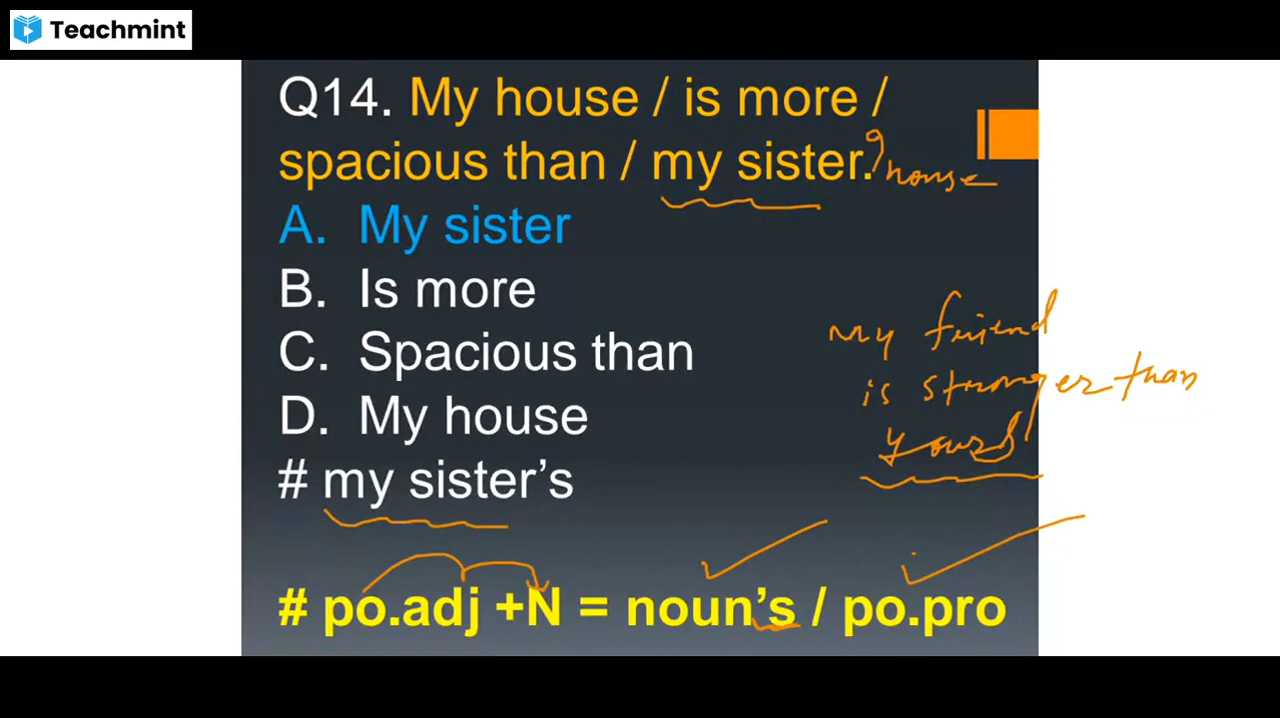 Teachmint
Q14. My house / is more /
spacious than / my sister.
house
A. My sister
B. Is more
C. Spacious than
D. My house
# my sister's
my friend
is stronger than
yours
# po.adj +N = noun's / po.pro